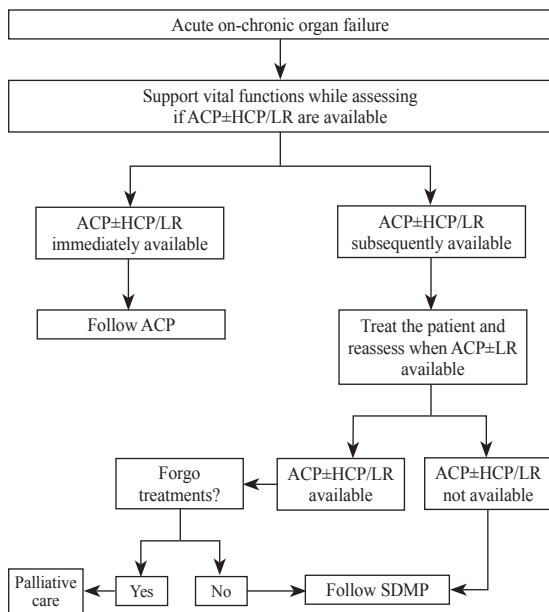 Acute on-chronic organ failure
Support vital functions while assessing
if ACP±HCP/LR are available
ACP±HCP/LR
immediately available
ACP±HCP/LR
subsequently available
Follow ACP
Treat the patient and
reassess when ACP±LR
available
Forgo
treatments?
ACP±HCP/LR
available
ACP±HCP/LR
not available
Palliative
care
Yes
No
Follow SDMP